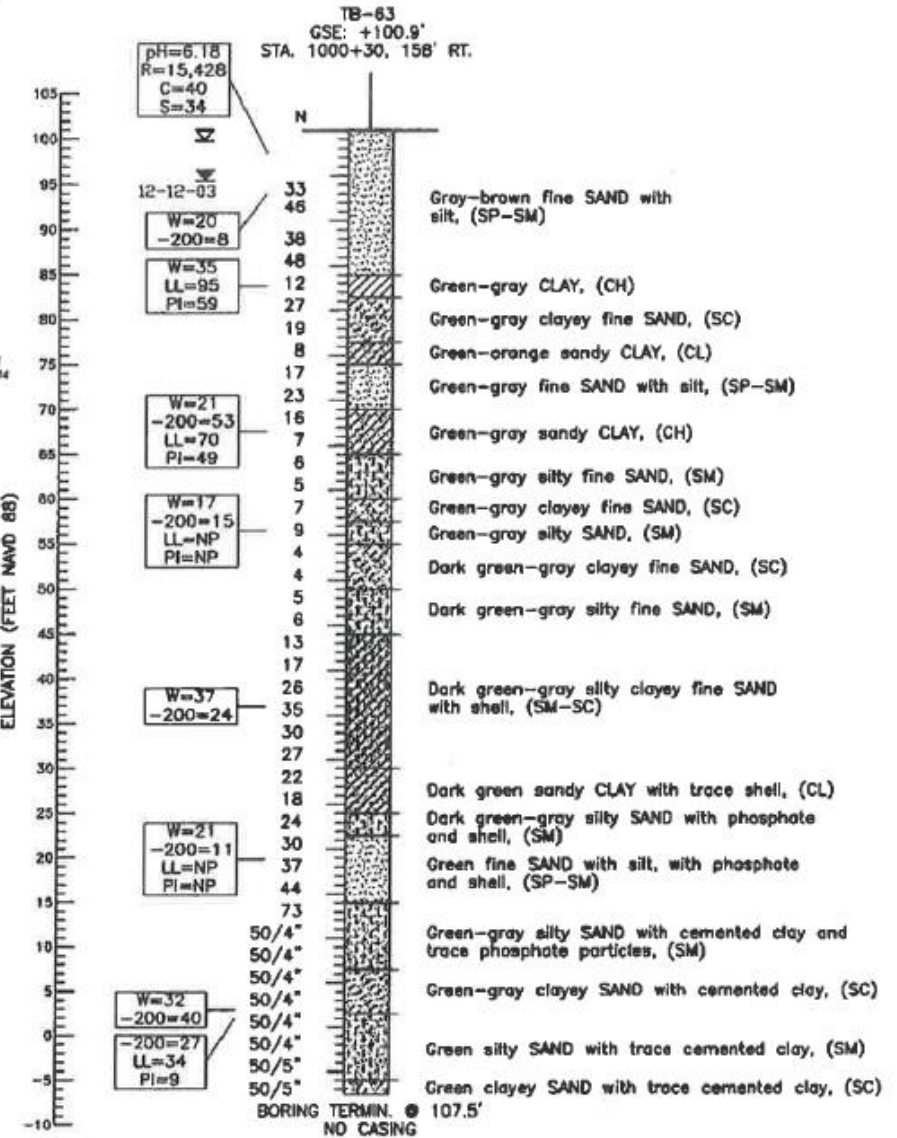 TB-63
GSE: +100.9'
STA. 1000+30, 158' RT.
pH=6.18
R=15,428
C=40
S=34
N
105
100
95
90
85
80
75
70
65
60
55
50
45
40
35
30
25
20
15
10
5
0
-5
-10
ELEVATION (FEET NAVD 88)
12-12-03
W=20
-200=8
W=35
LL=95
PI=59
W=21
-200=53
LL=70
PI=49
W=17
-200=15
LL=NP
PI=NP
W=37
-200=24
W=21
-200=11
LL=NP
PI=NP
W=32
-200=40
-200=27
LL=34
PI=9
33
46
38
48
12
27
19
8
17
23
16
7
6
5
7
9
4
4
5
6
13
17
26
35
30
27
22
18
24
30
37
44
73
50/4"
50/4"
50/4"
50/4"
50/4"
50/4"
50/5"
50/5"
Gray-brown fine SAND with
silt, (SP-SM)
Green-gray CLAY, (CH)
Green-gray clayey fine SAND, (SC)
Green-orange sandy CLAY, (CL)
Green-gray fine SAND with silt, (SP-SM)
Green-gray sandy CLAY, (CH)
Green-gray silty fine SAND, (SM)
Green-gray clayey fine SAND, (SC)
Green-gray silty SAND, (SM)
Dark green-gray clayey fine SAND, (SC)
Dark green-gray silty fine SAND, (SM)
Dark green-gray silty clayey fine SAND
with shell, (SM-SC)
Dark green sandy CLAY with trace shell, (CL)
Dark green-gray silty SAND with phosphate
and shell, (SM)
Green fine SAND with silt, with phosphate
and shell, (SP-SM)
Green-gray silty SAND with cemented clay and
trace phosphate particles, (SM)
Green-gray clayey SAND with cemented clay, (SC)
Green silty SAND with trace cemented clay, (SM)
Green clayey SAND with trace cemented clay, (SC)
BORING TERMIN. @ 107.5'
NO CASING